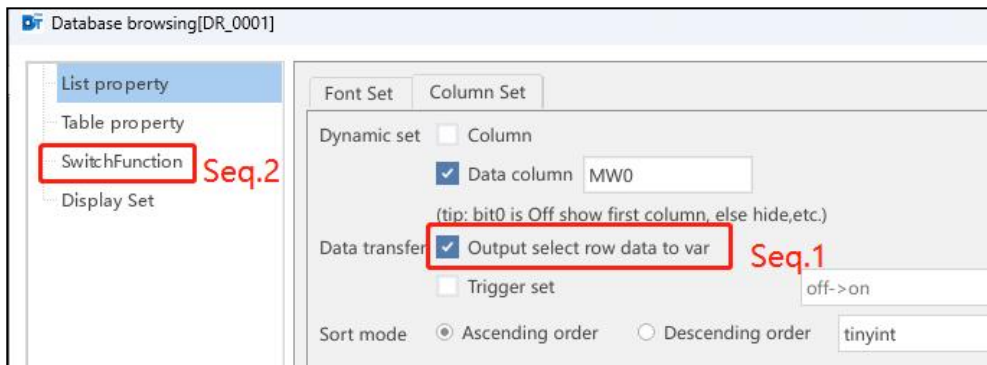 DT Database browsing[DR_0001]
List property
Table property
SwitchFunction
Seq.2
Display Set
Font Set Column Set
Dynamic set Column
Data column MW0
(tip: bit0 is Off show first column, else hide,etc.)
Data transfer Output select row data to var
Seq.1
Trigger set off->on
Sort mode Ascending order Descending order tinyint